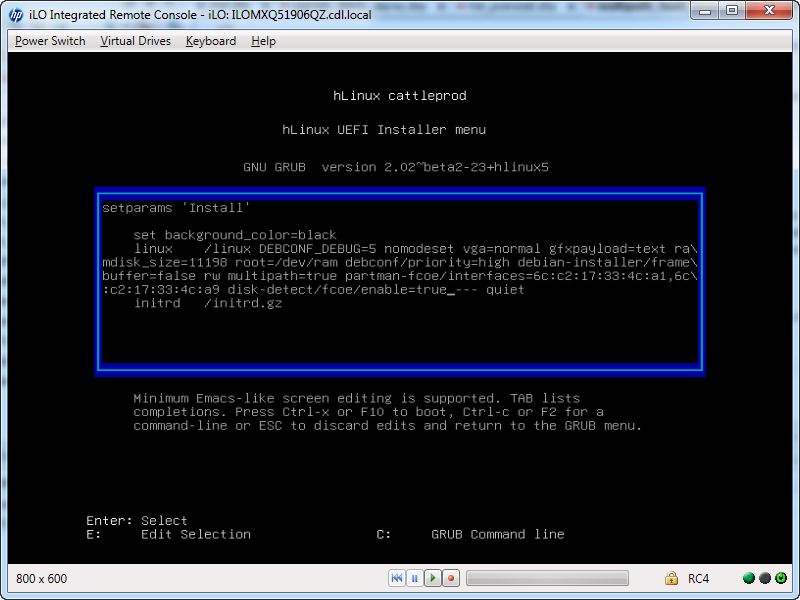 iLO Integrated Remote Console - iLO: ILOMXQ51906QZ.cdl.local
Power Switch Virtual Drives Keyboard Help
hLinux cattleprod
hLinux UEFI Installer menu
GNU GRUB version 2.02~beta2-23+hlinux5
setparams 'Install'
set background_color=black
linux /linux DEBCONF_DEBUG=5 nomodeset vga=normal gfxpayload=text ra\
mdisk_size=11198 root=/dev/ram debconf/priority=high debian-installer/frame\
buffer=false rw multipath=true partman-fcoe/interfaces=6c:c2:17:33:4c:a1,6c\
:c2:17:33:4c:a9 disk-detect/fcoe/enable=true_--- quiet
initrd /initrd.gz
Minimum Emacs-like screen editing is supported. TAB lists
completions. Press Ctrl-x or F10 to boot, Ctrl-c or F2 for a
command-line or ESC to discard edits and return to the GRUB menu.
Enter: Select
E: Edit Selection C: GRUB Command line
800 x 600 RC4